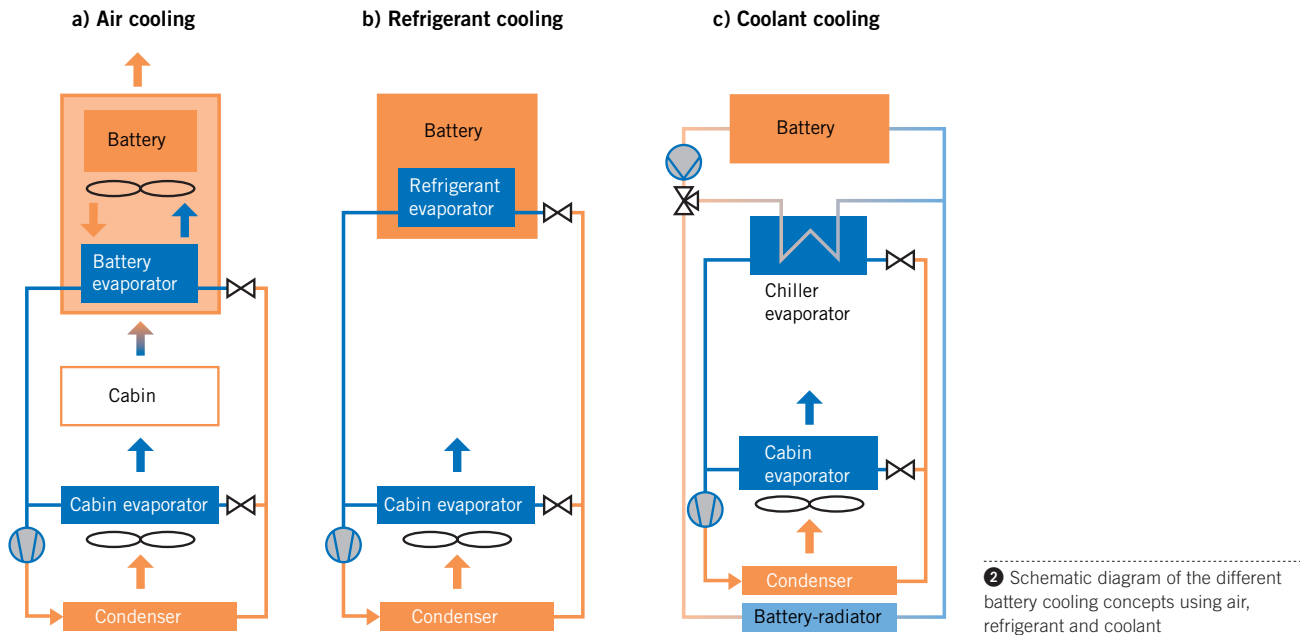 a) Air cooling
Battery
Battery
evaporator
Cabin
Cabin evaporator
Condenser
b) Refrigerant cooling
Battery
Refrigerant
evaporator
Cabin evaporator
Condenser
c) Coolant cooling
Battery
Chiller
evaporator
Cabin
evaporator
Condenser
Battery-radiator
2 Schematic diagram of the different
battery cooling concepts using air,
refrigerant and coolant